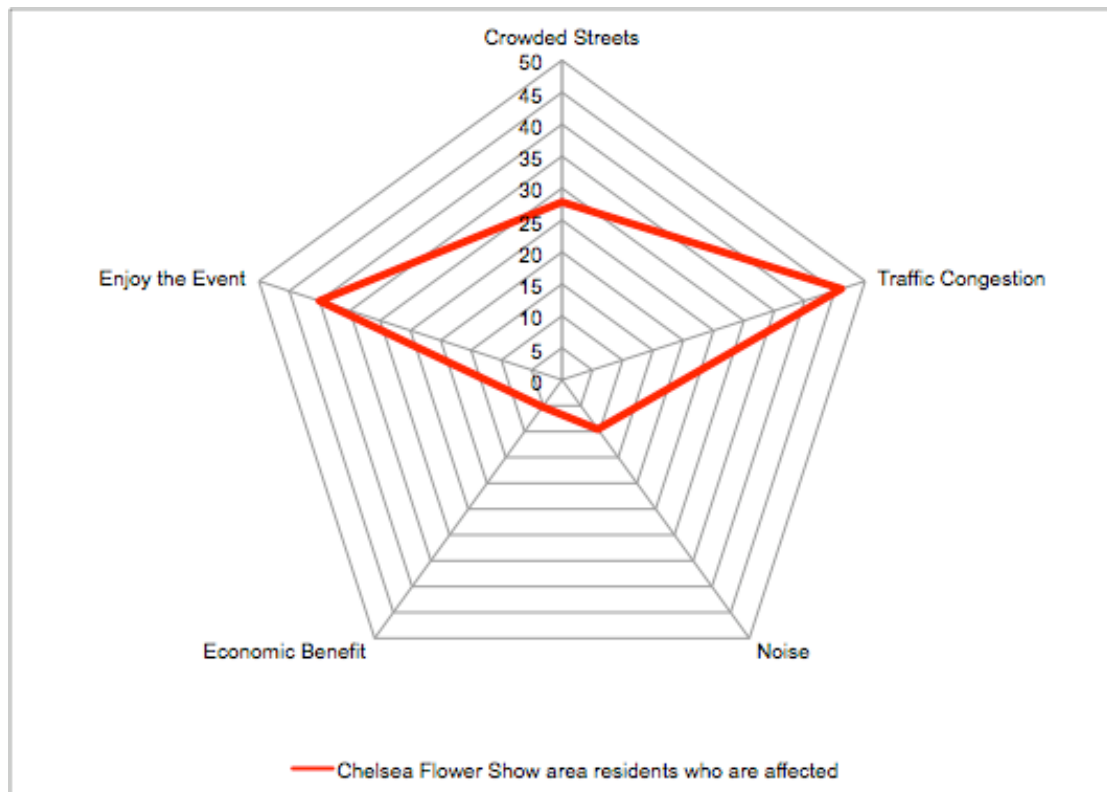 Crowded Streets
50
45
40
35
30
25
20
15
10
5
0
Enjoy the Event
Traffic Congestion
Economic Benefit
Noise
Chelsea Flower Show area residents who are affected